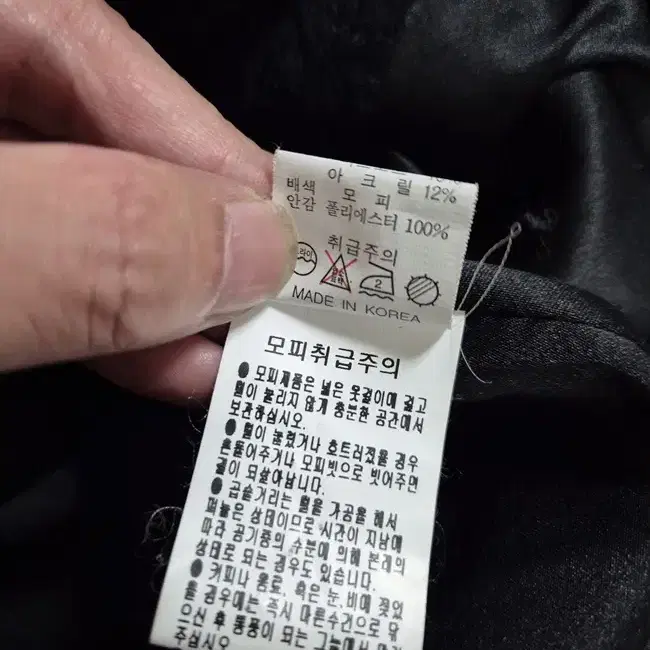 아 크 릴 12%
배색 모 피
안감 폴리에스터 100%
취급주의
2
MADE IN KOREA
모피취급주의
● 모피제품은 넓은 옷걸이에 걸고
털이 눌리지 않게 충분한 공간에서
보관하십시오.
● 털이 눌렸거나 흐트러졌을 경우
흔들어주거나 모피빗으로 빗어주면
결이 되살아납니다.
● 곱슬거리는 털을 가공을 해서
펴놓은 상태이므로 시간이 지남에
따라 공기중의 수분에 의해 본래의
상태로 되는 경우도 있습니다.
● 커피나 음료, 혹은 눈,비에 젖었
을 경우에는 즉시 마른수건으로 닦
으신 후 통풍이 되는 그늘에서
주십시오